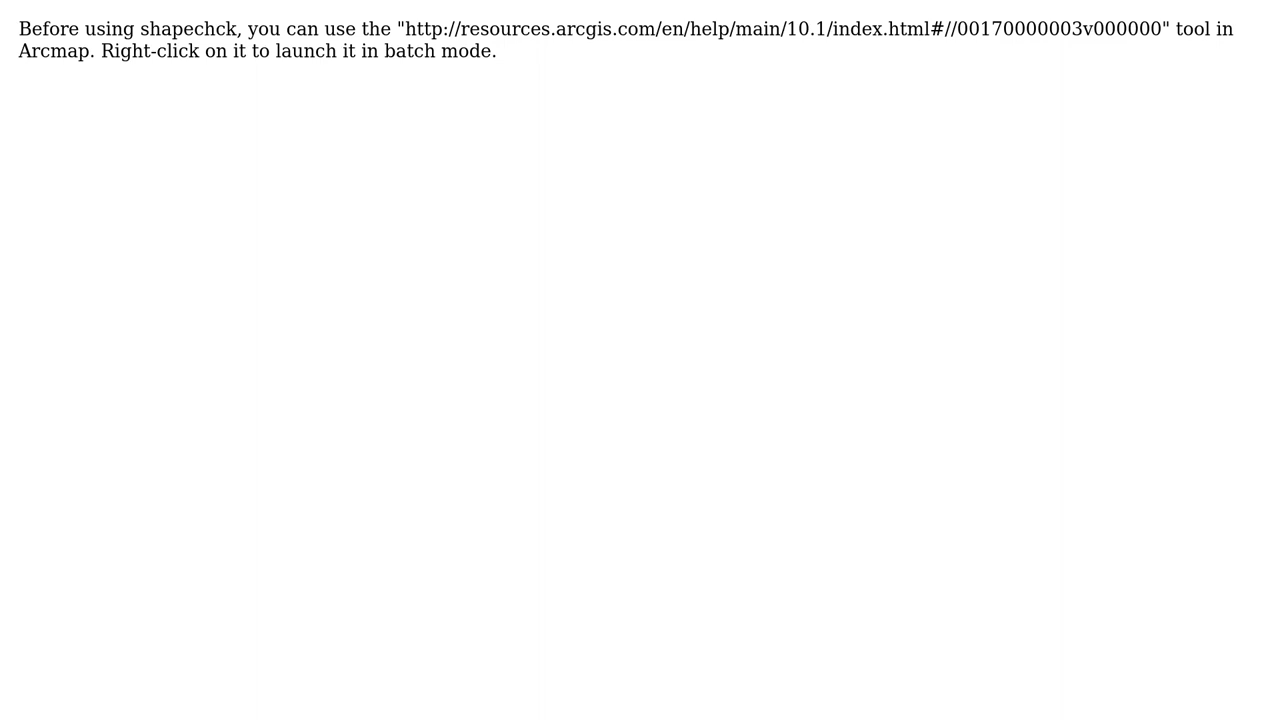 Before using shapechck, you can use the "http://resources.arcgis.com/en/help/main/10.1/index.html#//00170000003v000000" tool in
Arcmap. Right-click on it to launch it in batch mode.